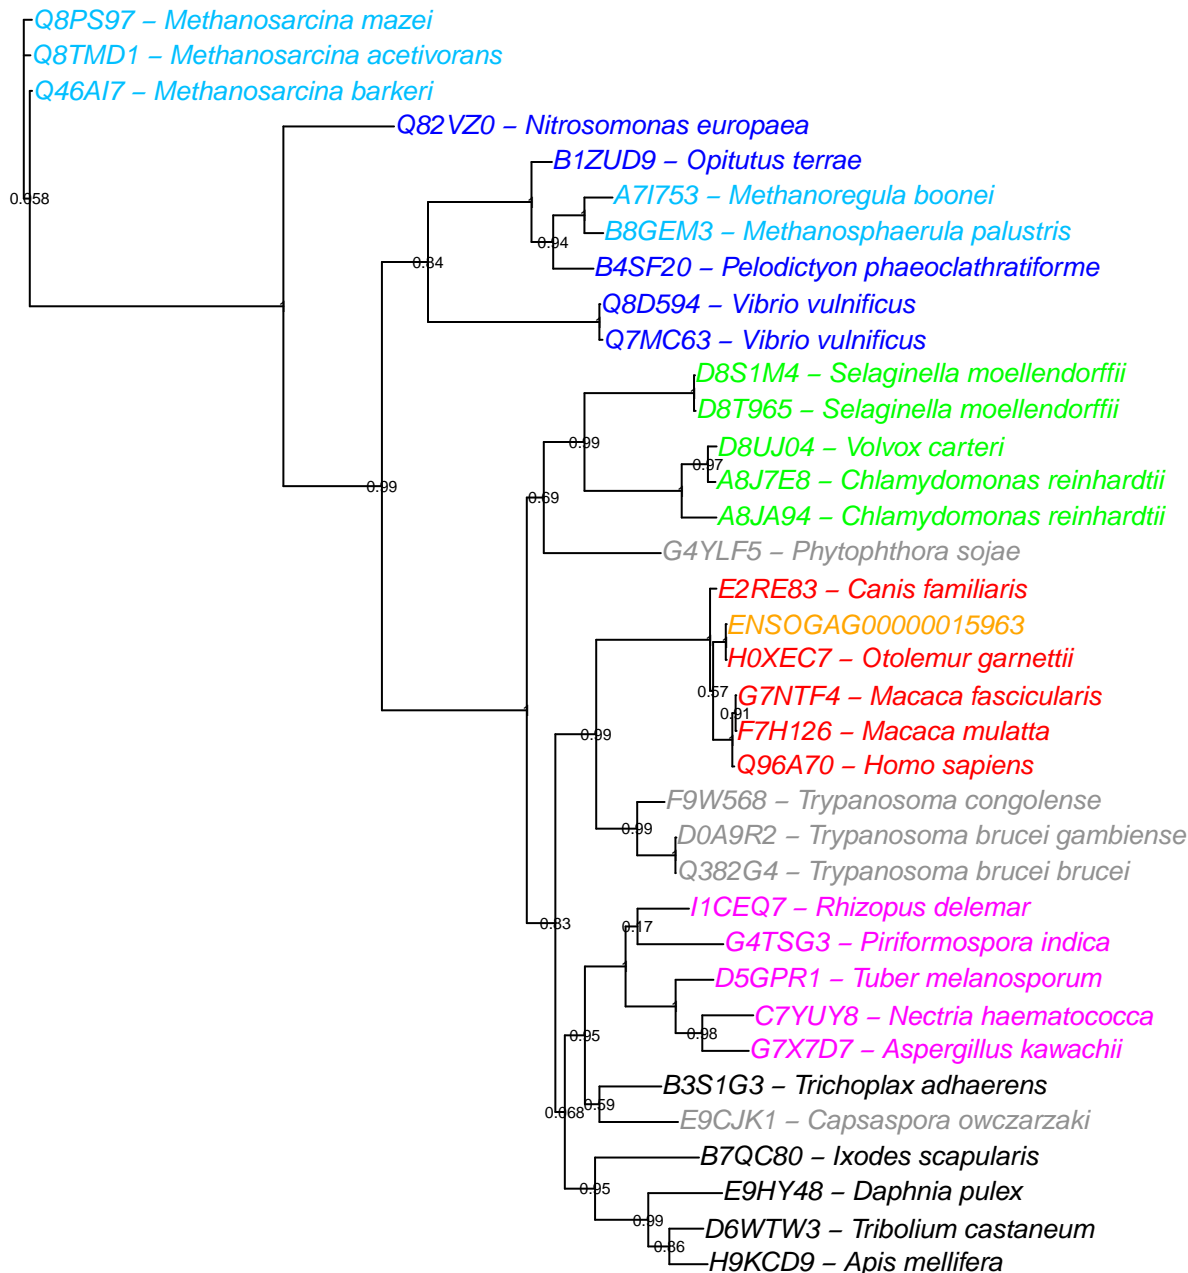 Q8PS97 – Methanosarcina mazei
Q8TMD1 – Methanosarcina acetivorans
Q46AI7 – Methanosarcina barkeri
Q82VZ0 – Nitrosomonas europaea
B1ZUD9 – Opitutus terrae
A7I753 – Methanoregula boonei
0.058
B8GEM3 – Methanosphaerula palustris
0.94
0.84
B4SF20 – Pelodictyon phaeoclathratiforme
Q8D594 – Vibrio vulnificus
Q7MC63 – Vibrio vulnificus
D8S1M4 – Selaginella moellendorffii
D8T965 – Selaginella moellendorffii
0.99
D8UJ04 – Volvox carteri
0.97
A8J7E8 – Chlamydomonas reinhardtii
0.99
0.69
A8JA94 – Chlamydomonas reinhardtii
G4YLF5 – Phytophthora sojae
E2RE83 – Canis familiaris
ENSOGAG00000015963
H0XEC7 – Otolemur garnettii
0.57
G7NTF4 – Macaca fascicularis
0.91
F7H126 – Macaca mulatta
0.99
Q96A70 – Homo sapiens
F9W568 – Trypanosoma congolense
0.99
D0A9R2 – Trypanosoma brucei gambiense
Q382G4 – Trypanosoma brucei brucei
I1CEQ7 – Rhizopus delemar
0.17
0.83
G4TSG3 – Piriformospora indica
D5GPR1 – Tuber melanosporum
C7YUY8 – Nectria haematococca
0.98
0.95
G7X7D7 – Aspergillus kawachii
B3S1G3 – Trichoplax adhaerens
0.59
0.068
E9CJK1 – Capsaspora owczarzaki
B7QC80 – Ixodes scapularis
0.95
E9HY48 – Daphnia pulex
0.99
D6WTW3 – Tribolium castaneum
0.86
H9KCD9 – Apis mellifera